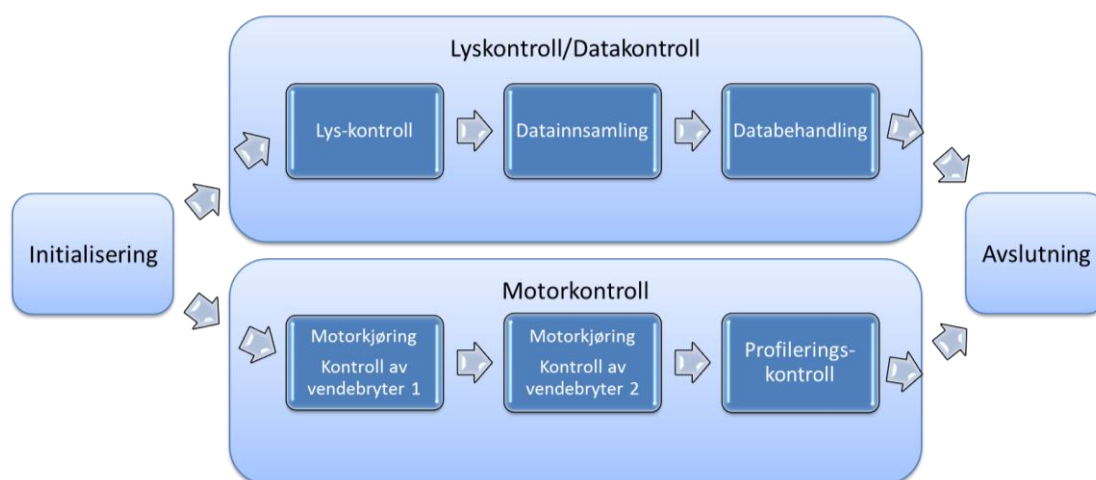 Lyskontroll/Datakontroll
Lys-kontroll
Datainnsamling
Databehandling
Initialisering
Avslutning
Motorkontroll
Motorkjøring
Kontroll av
vendebryter 1
Motorkjøring
Kontroll av
vendebryter 2
Profilerings-
kontroll